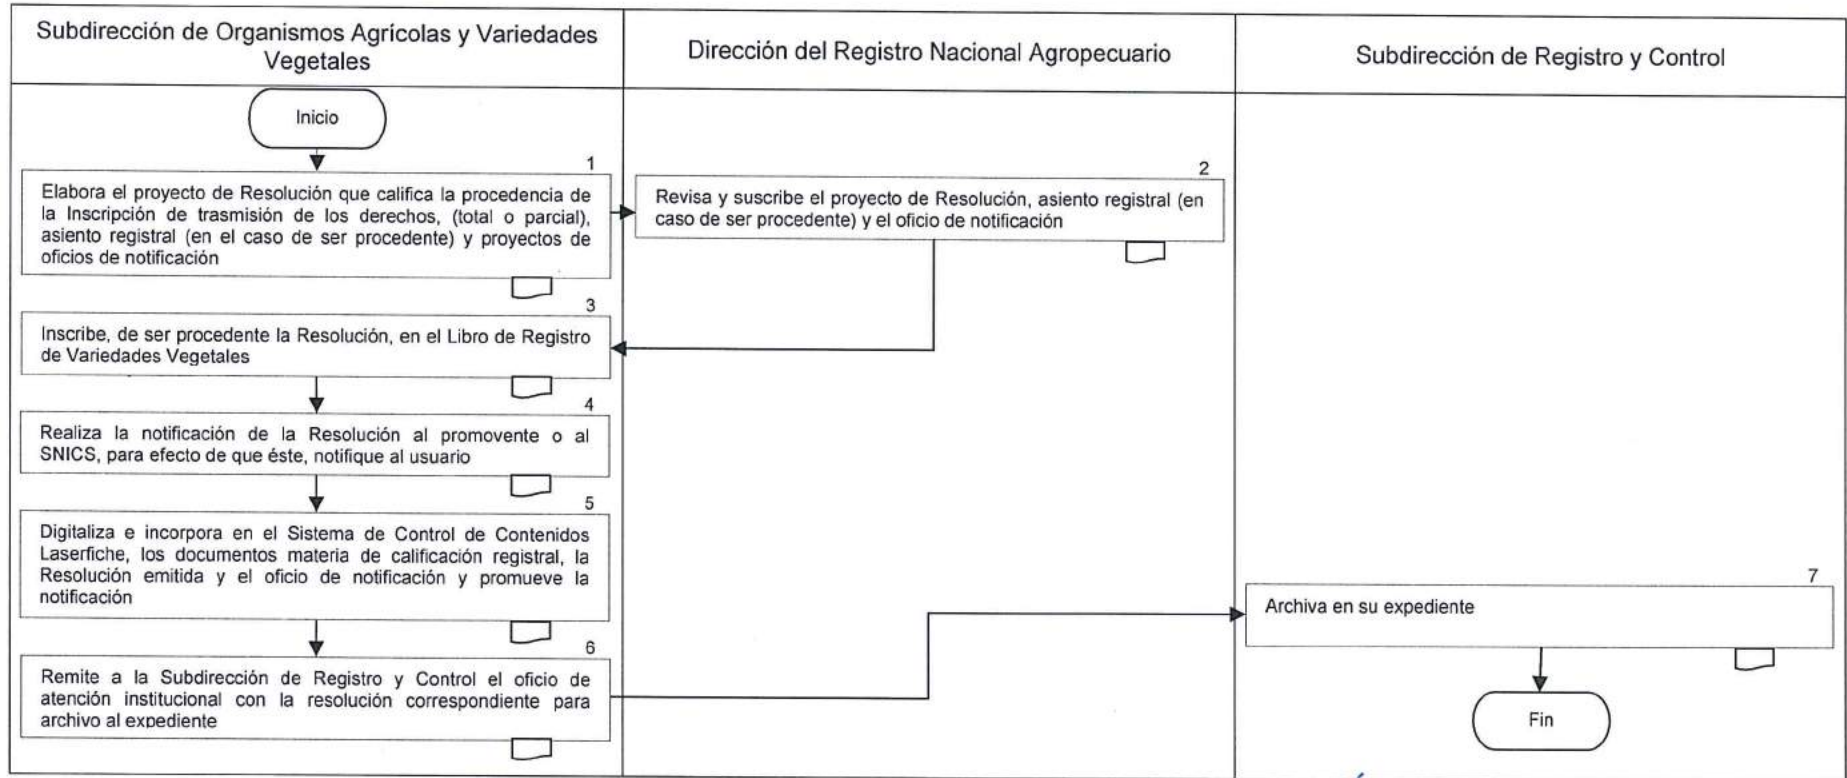 Subdirección de Organismos Agrícolas y Variedades
Vegetales
Dirección del Registro Nacional Agropecuario
Subdirección de Registro y Control
Inicio
1
Elabora el proyecto de Resolución que califica la procedencia de
la Inscripción de trasmisión de los derechos, (total o parcial),
asiento registral (en el caso de ser procedente) y proyectos de
oficios de notificación
2
Revisa y suscribe el proyecto de Resolución, asiento registral (en
caso de ser procedente) y el oficio de notificación
3
Inscribe, de ser procedente la Resolución, en el Libro de Registro
de Variedades Vegetales
4
Realiza la notificación de la Resolución al promovente o al
SNICS, para efecto de que éste, notifique al usuario
5
Digitaliza e incorpora en el Sistema de Control de Contenidos
Laserfiche, los documentos materia de calificación registral, la
Resolución emitida y el oficio de notificación y promueve la
notificación
6
Remite a la Subdirección de Registro y Control el oficio de
atención institucional con la resolución correspondiente para
archivo al expediente
7
Archiva en su expediente
Fin